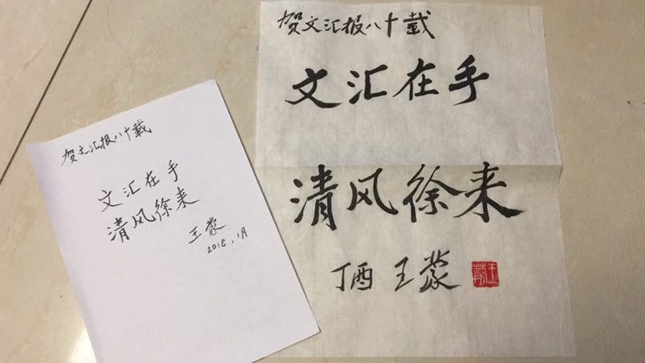 贺文汇报八十载
文汇在手
清风徐来
王蒙
2018.1月
贺文汇报八十载
文汇在手
清风徐来
丁酉 王蒙
王蒙